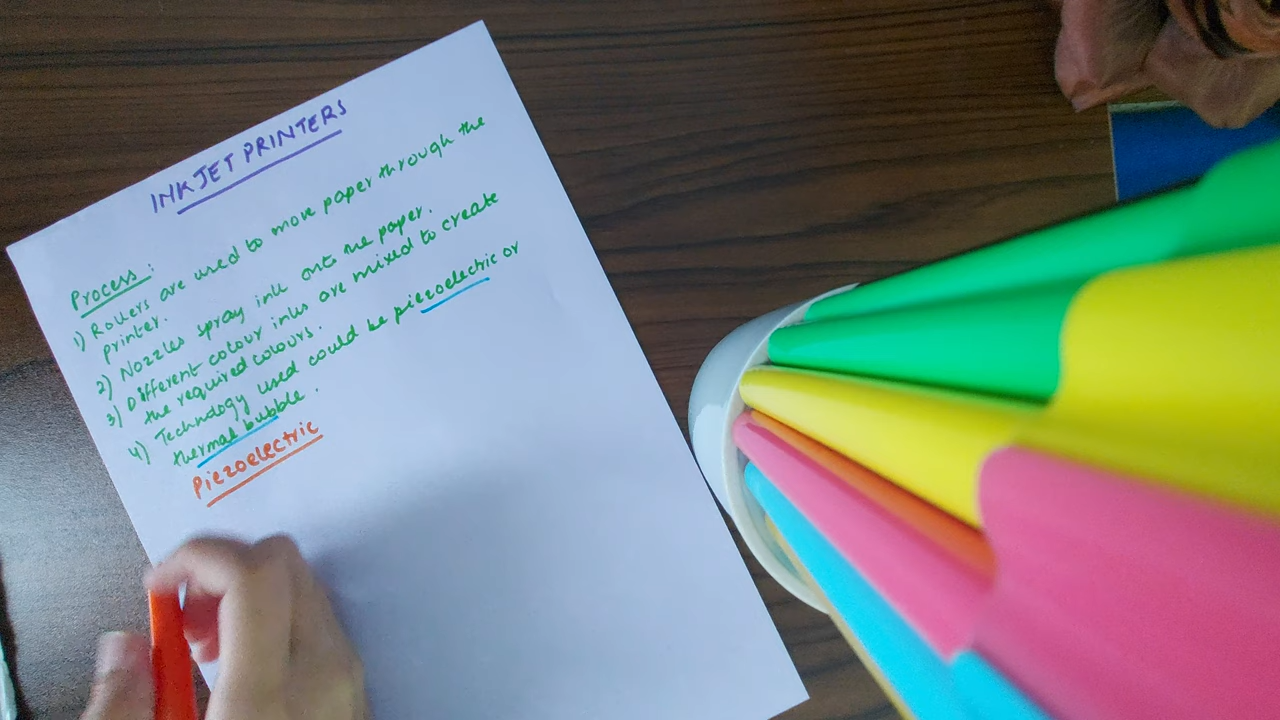 INKJET PRINTERS
Process:
1) Rollers are used to move paper through the
printer.
2) Nozzles spray ink onto the paper.
3) Different colour inks are mixed to create
the required colours.
4) Technology used could be piezoelectric or
thermal bubble.
Piezoelectric